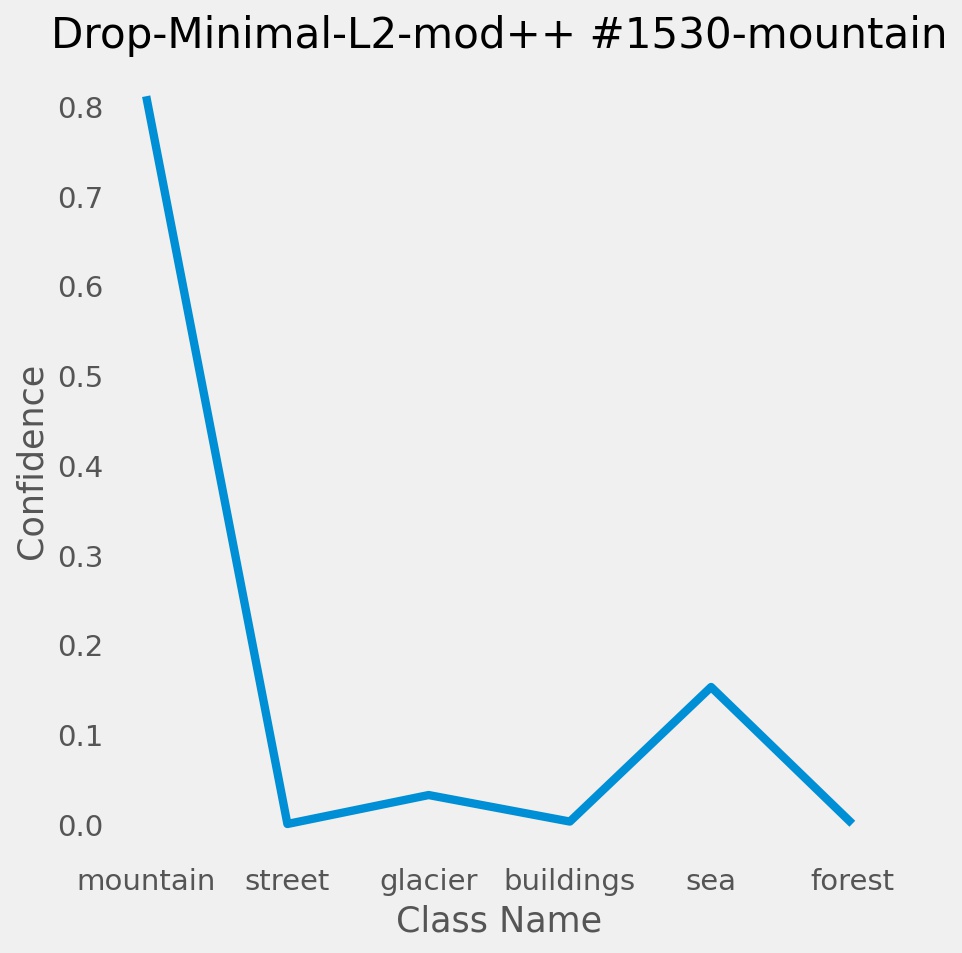 Drop-Minimal-L2-mod++ #1530-mountain
0.8
0.7
0.6
0.5
0.4
0.3
0.2
0.1
0.0
Confidence
mountain street glacier buildings sea forest
Class Name